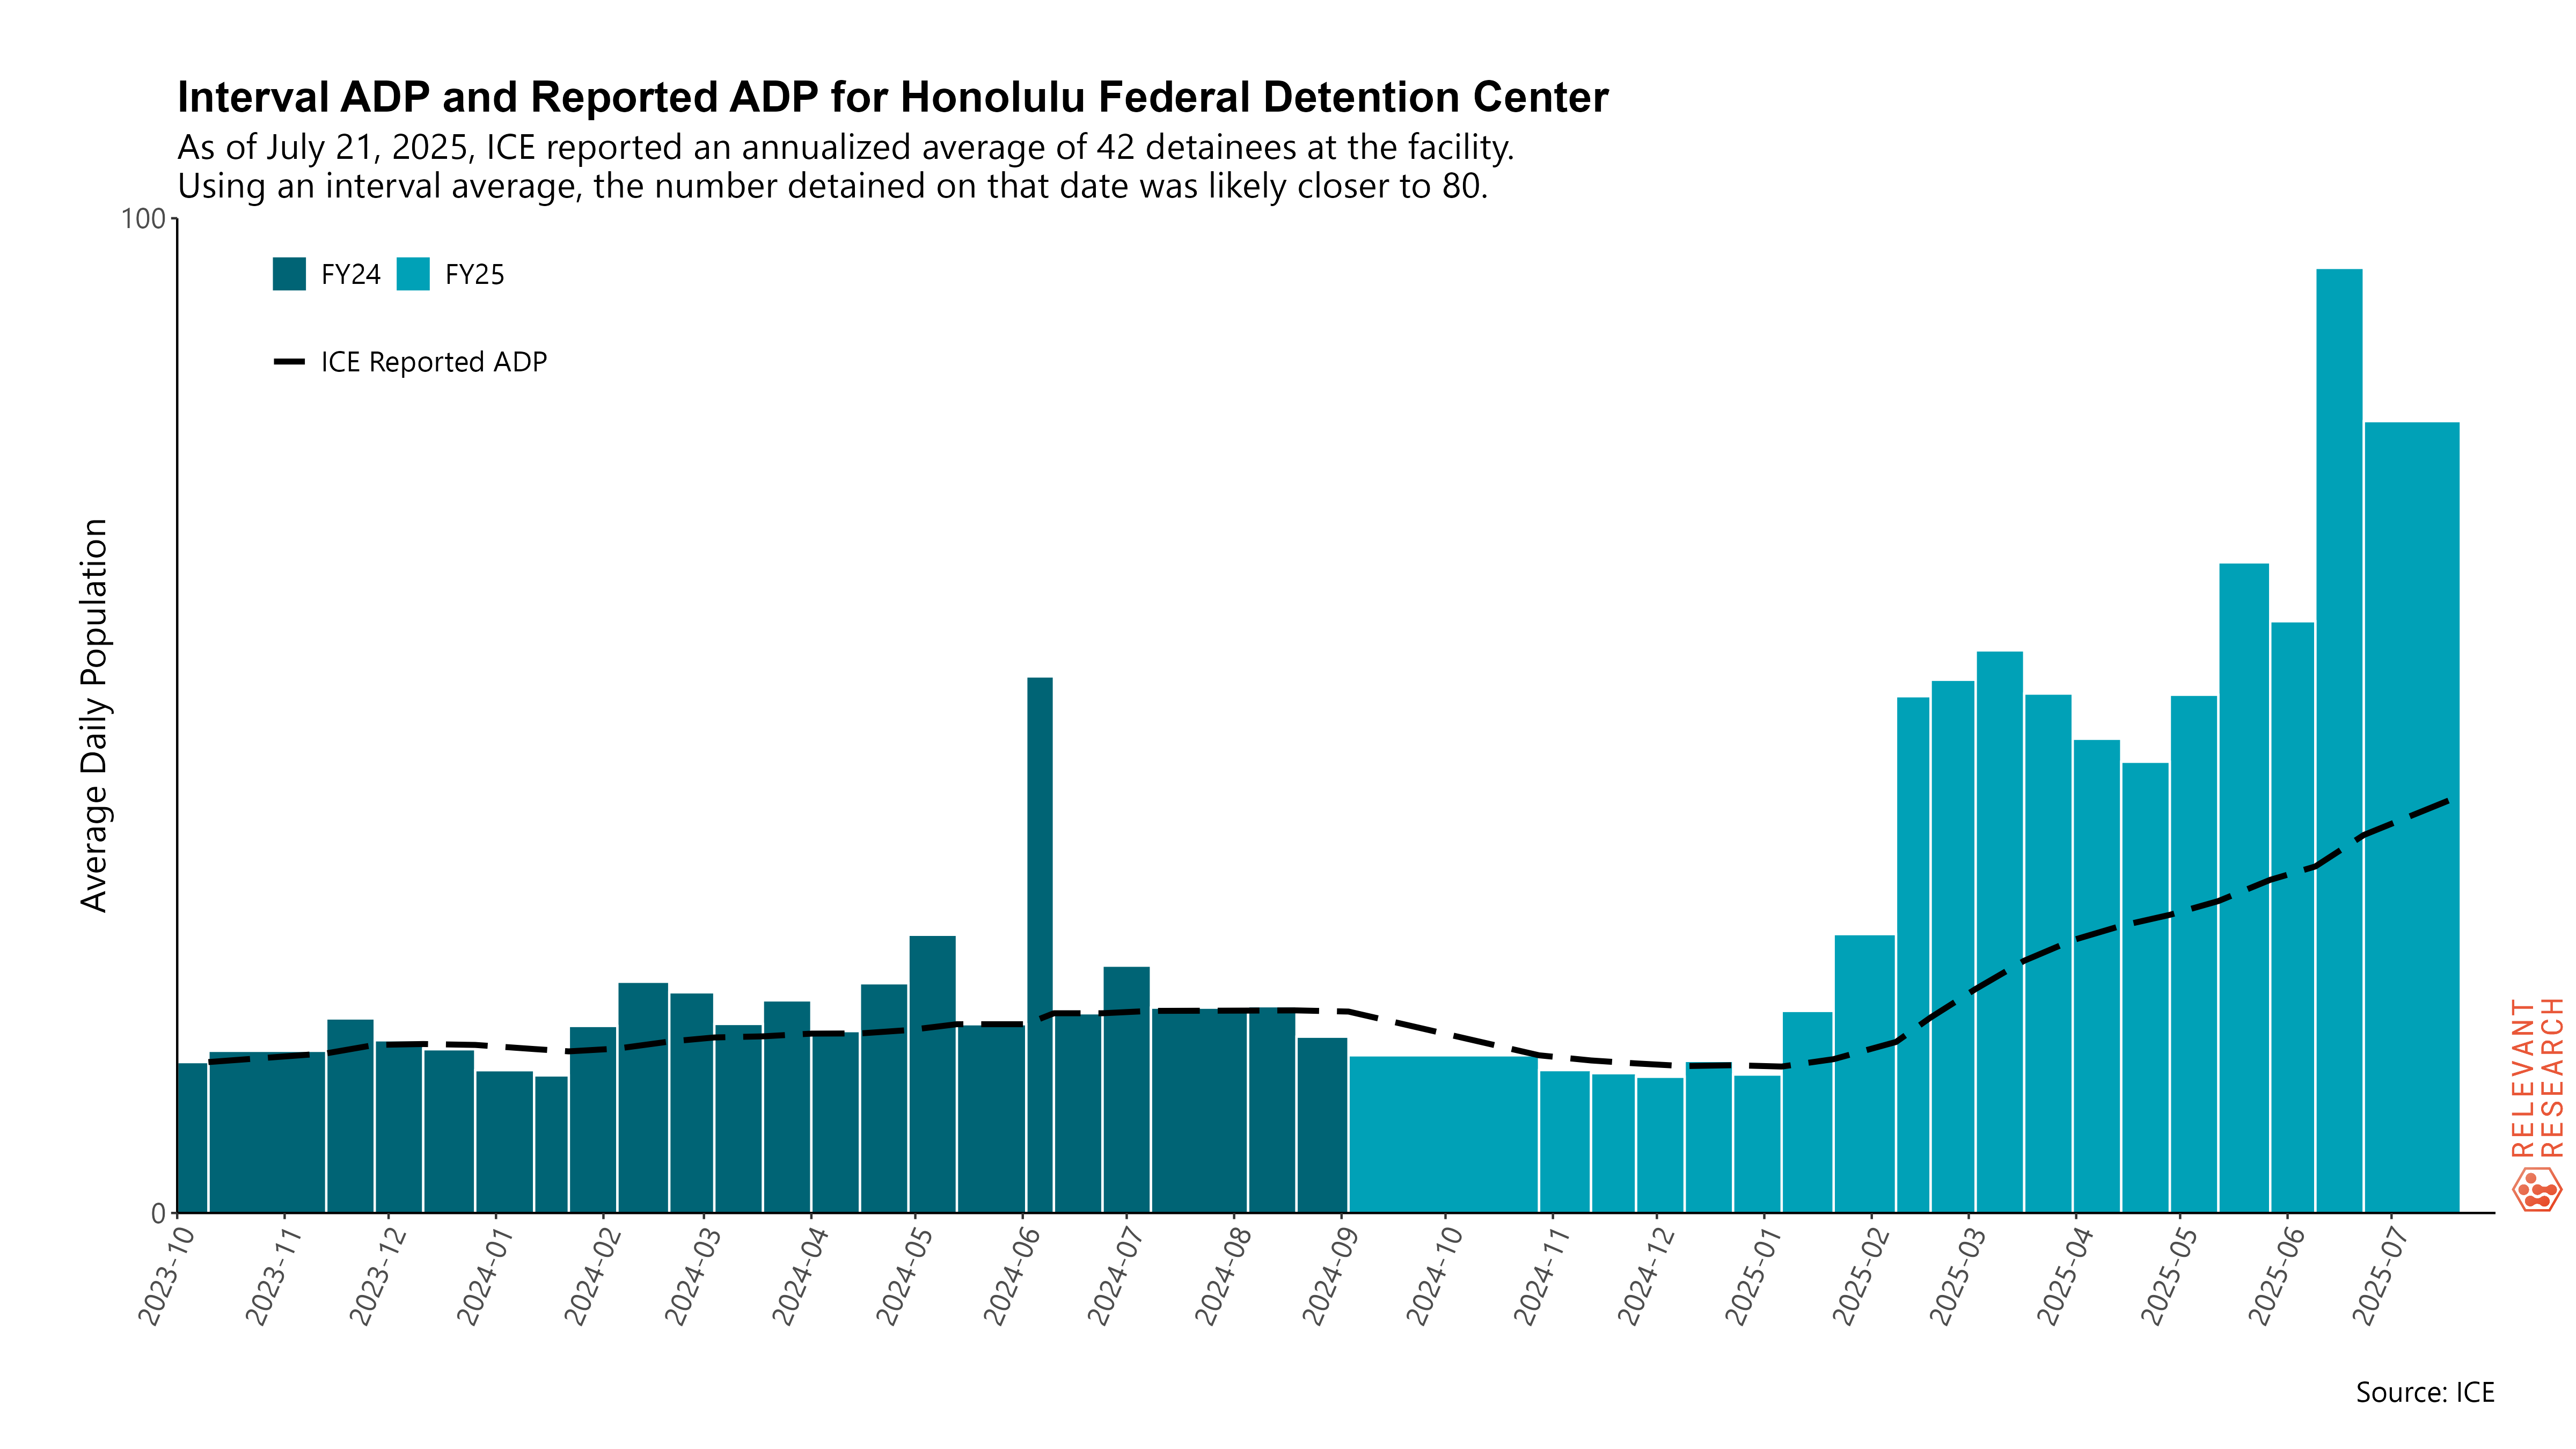 Interval ADP and Reported ADP for Honolulu Federal Detention Center
As of July 21, 2025, ICE reported an annualized average of 42 detainees at the facility.
Using an interval average, the number detained on that date was likely closer to 80.
100
FY24 FY25
ICE Reported ADP
Average Daily Population
0
2023-10 2023-11 2023-12 2024-01 2024-02 2024-03 2024-04 2024-05 2024-06 2024-07 2024-08 2024-09 2024-10 2024-11 2024-12 2025-01 2025-02 2025-03 2025-04 2025-05 2025-06 2025-07
RELEVANT
RESEARCH
Source: ICE